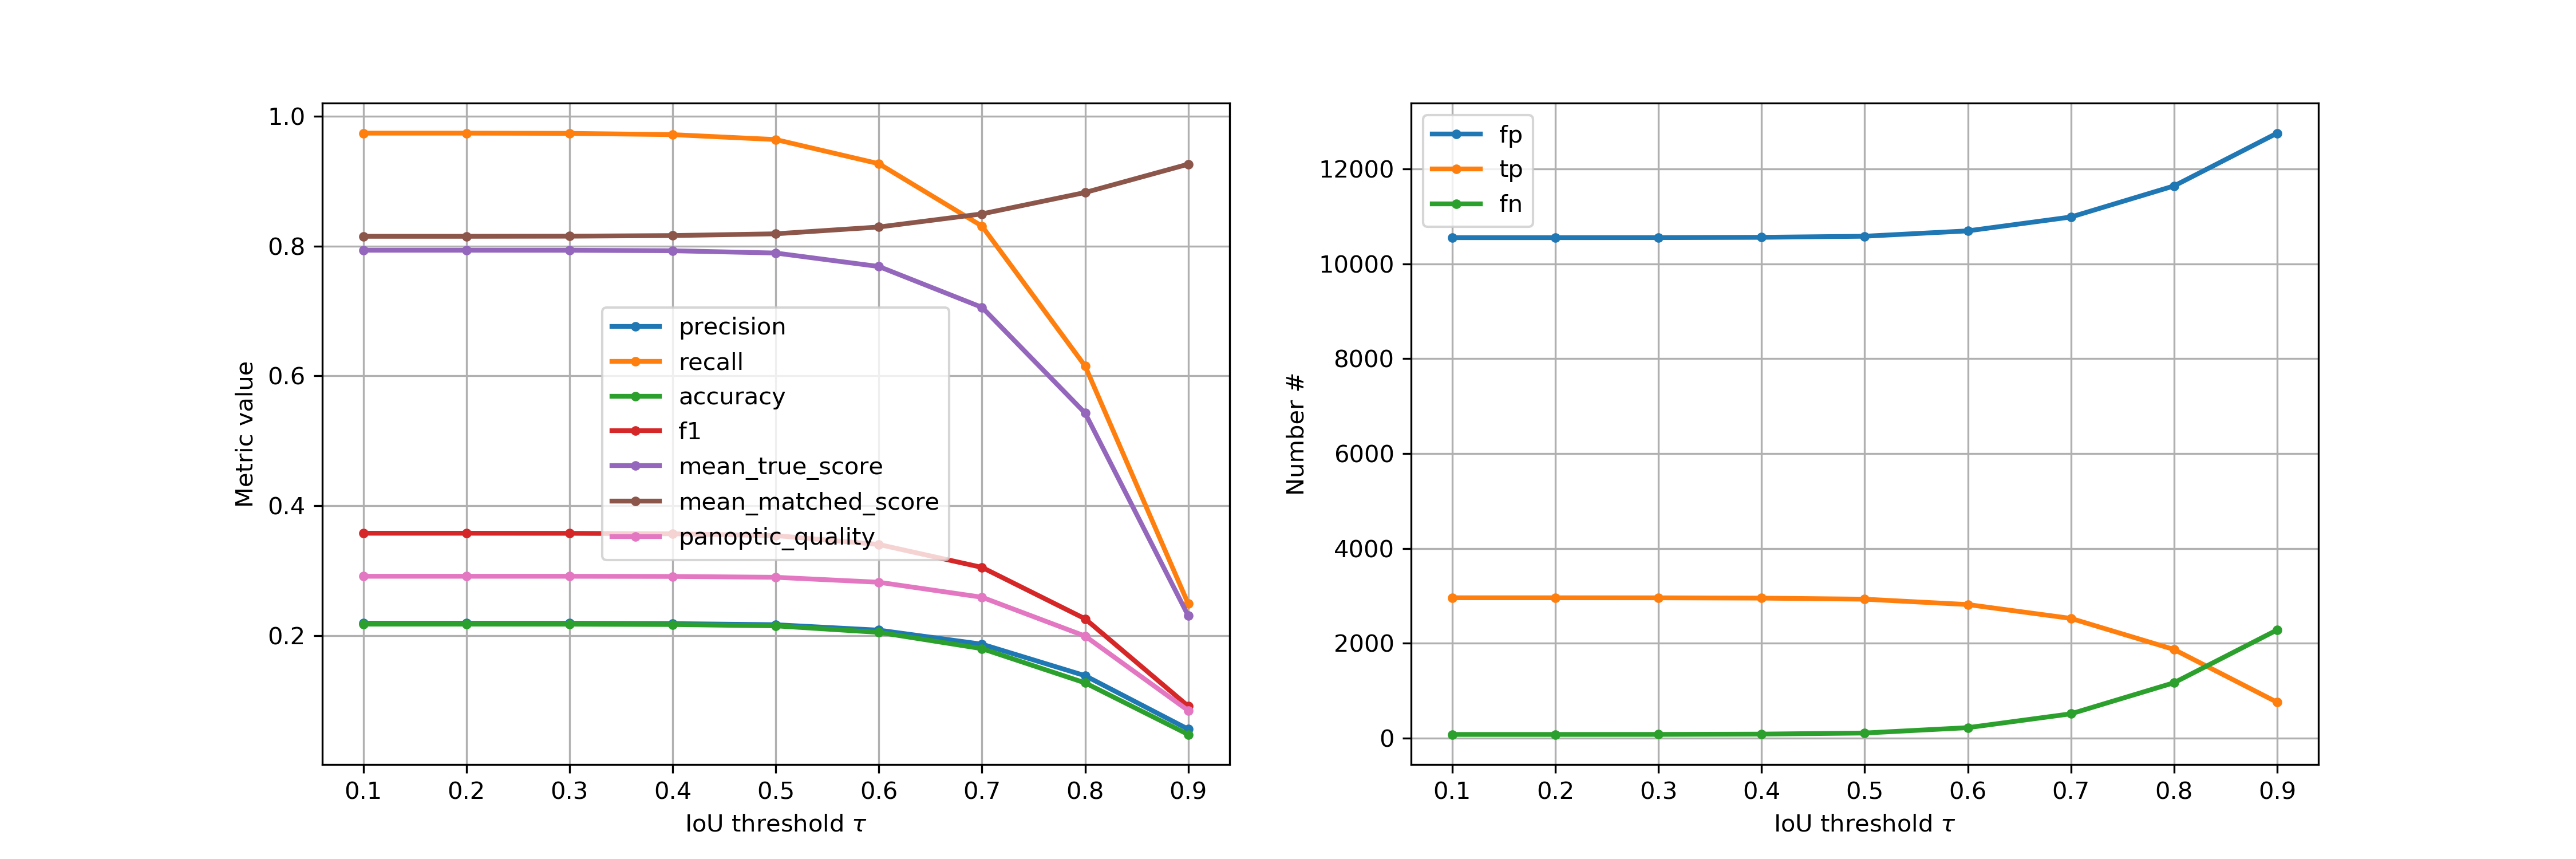 1.0
0.8
0.6
0.4
0.2
Metric value
precision
recall
accuracy
f1
mean_true_score
mean_matched_score
panoptic_quality
0.1 0.2 0.3 0.4 0.5 0.6 0.7 0.8 0.9
IoU threshold τ
12000
10000
8000
6000
4000
2000
0
Number #
fp
tp
fn
0.1 0.2 0.3 0.4 0.5 0.6 0.7 0.8 0.9
IoU threshold τ